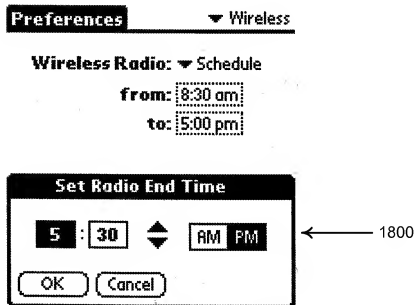 Preferences Wireless
Wireless Radio: Schedule
from: 8:30 am
to: 5:00 pm
Set Radio End Time
5 : 30 AM PM 1800
OK Cancel